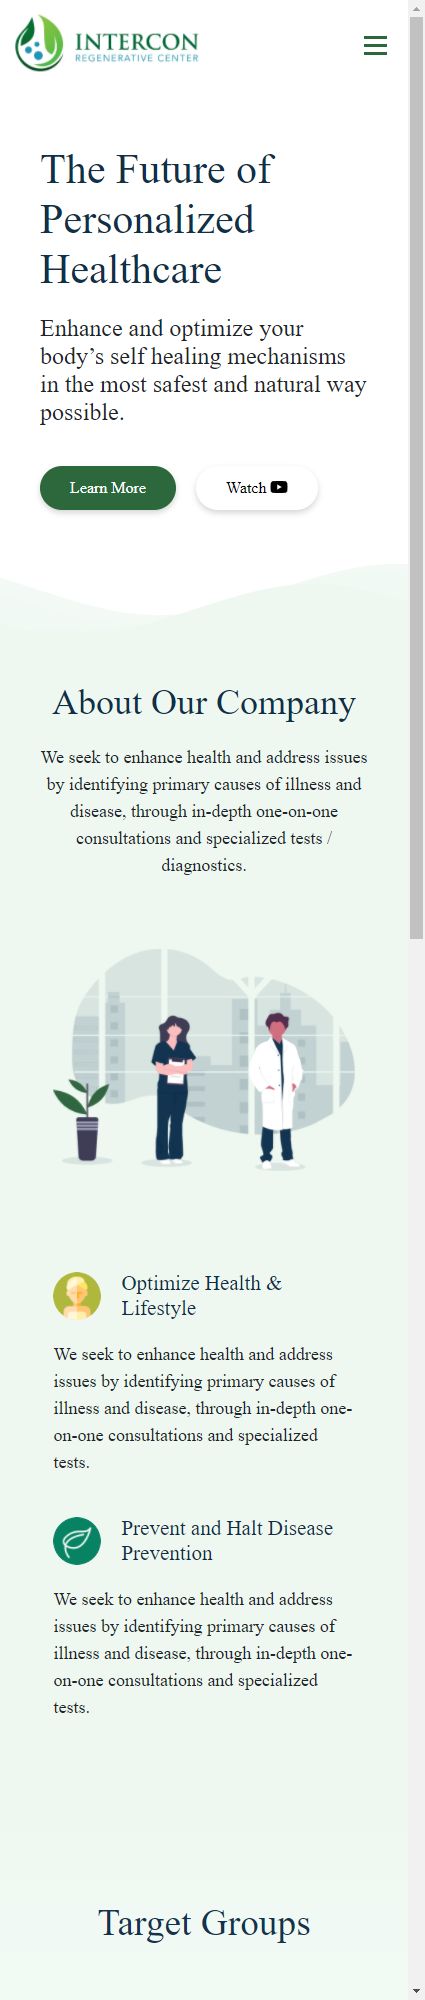 INTERCON
REGENERATIVE CENTER
The Future of
Personalized
Healthcare
Enhance and optimize your
body’s self healing mechanisms
in the most safest and natural way
possible.
Learn More
Watch
About Our Company
We seek to enhance health and address issues
by identifying primary causes of illness and
disease, through in-depth one-on-one
consultations and specialized tests /
diagnostics.
Optimize Health &
Lifestyle
We seek to enhance health and address
issues by identifying primary causes of
illness and disease, through in-depth one-
on-one consultations and specialized
tests.
Prevent and Halt Disease
Prevention
We seek to enhance health and address
issues by identifying primary causes of
illness and disease, through in-depth one-
on-one consultations and specialized
tests.
Target Groups